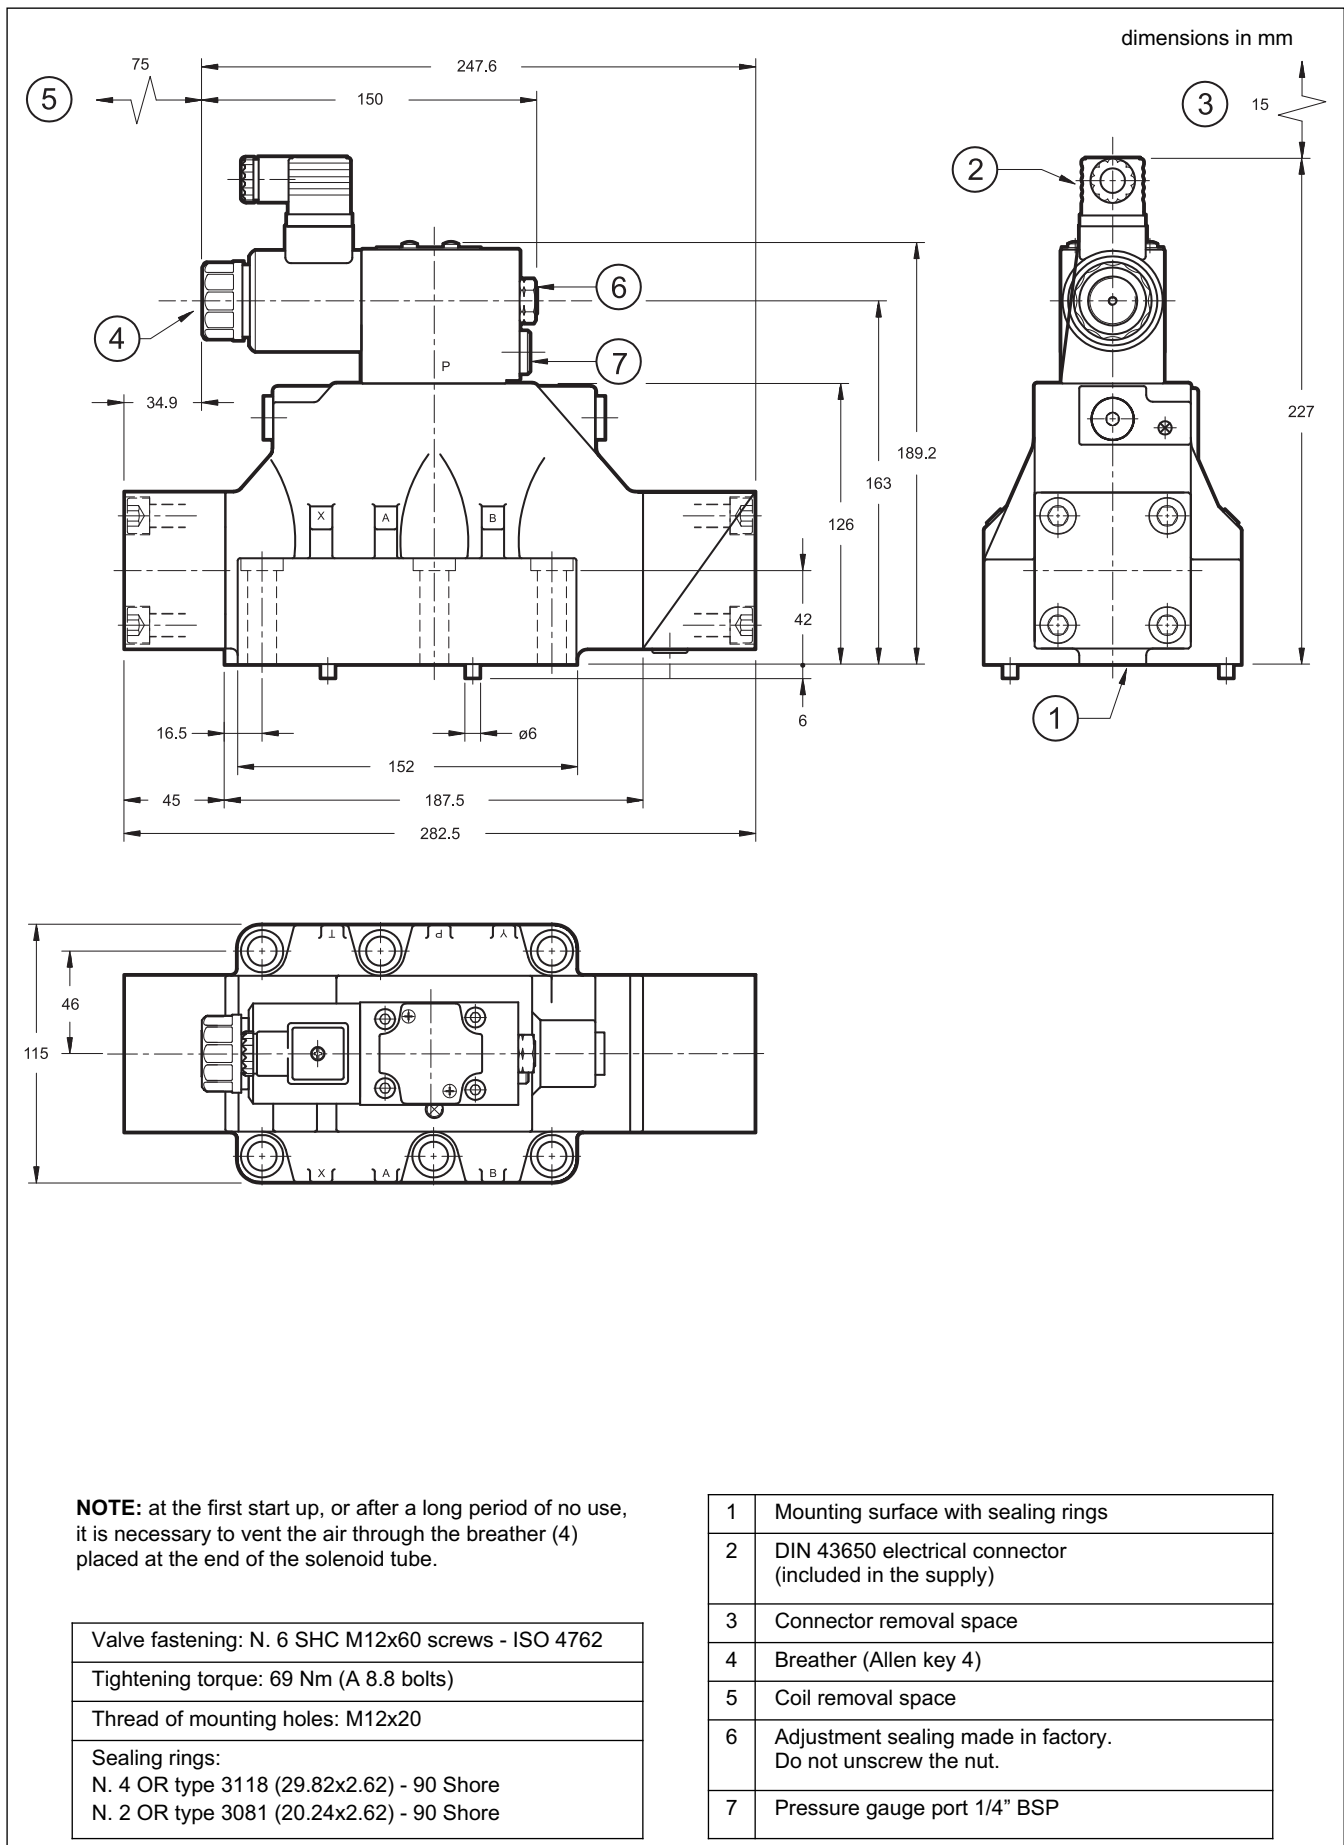 dimensions in mm
75
247.6
5
150
3
15
2
6
4
7
P
34.9
227
189.2
163
X
A
B
126
42
6
1
16.5
ø6
152
45
187.5
282.5
T
P
Y
46
115
X
A
B
NOTE: at the first start up, or after a long period of no use,
it is necessary to vent the air through the breather (4)
placed at the end of the solenoid tube.
Valve fastening: N. 6 SHC M12x60 screws - ISO 4762
Tightening torque: 69 Nm (A 8.8 bolts)
Thread of mounting holes: M12x20
Sealing rings:
N. 4 OR type 3118 (29.82x2.62) - 90 Shore
N. 2 OR type 3081 (20.24x2.62) - 90 Shore
1 Mounting surface with sealing rings
2 DIN 43650 electrical connector
(included in the supply)
3 Connector removal space
4 Breather (Allen key 4)
5 Coil removal space
6 Adjustment sealing made in factory.
Do not unscrew the nut.
7 Pressure gauge port 1/4” BSP